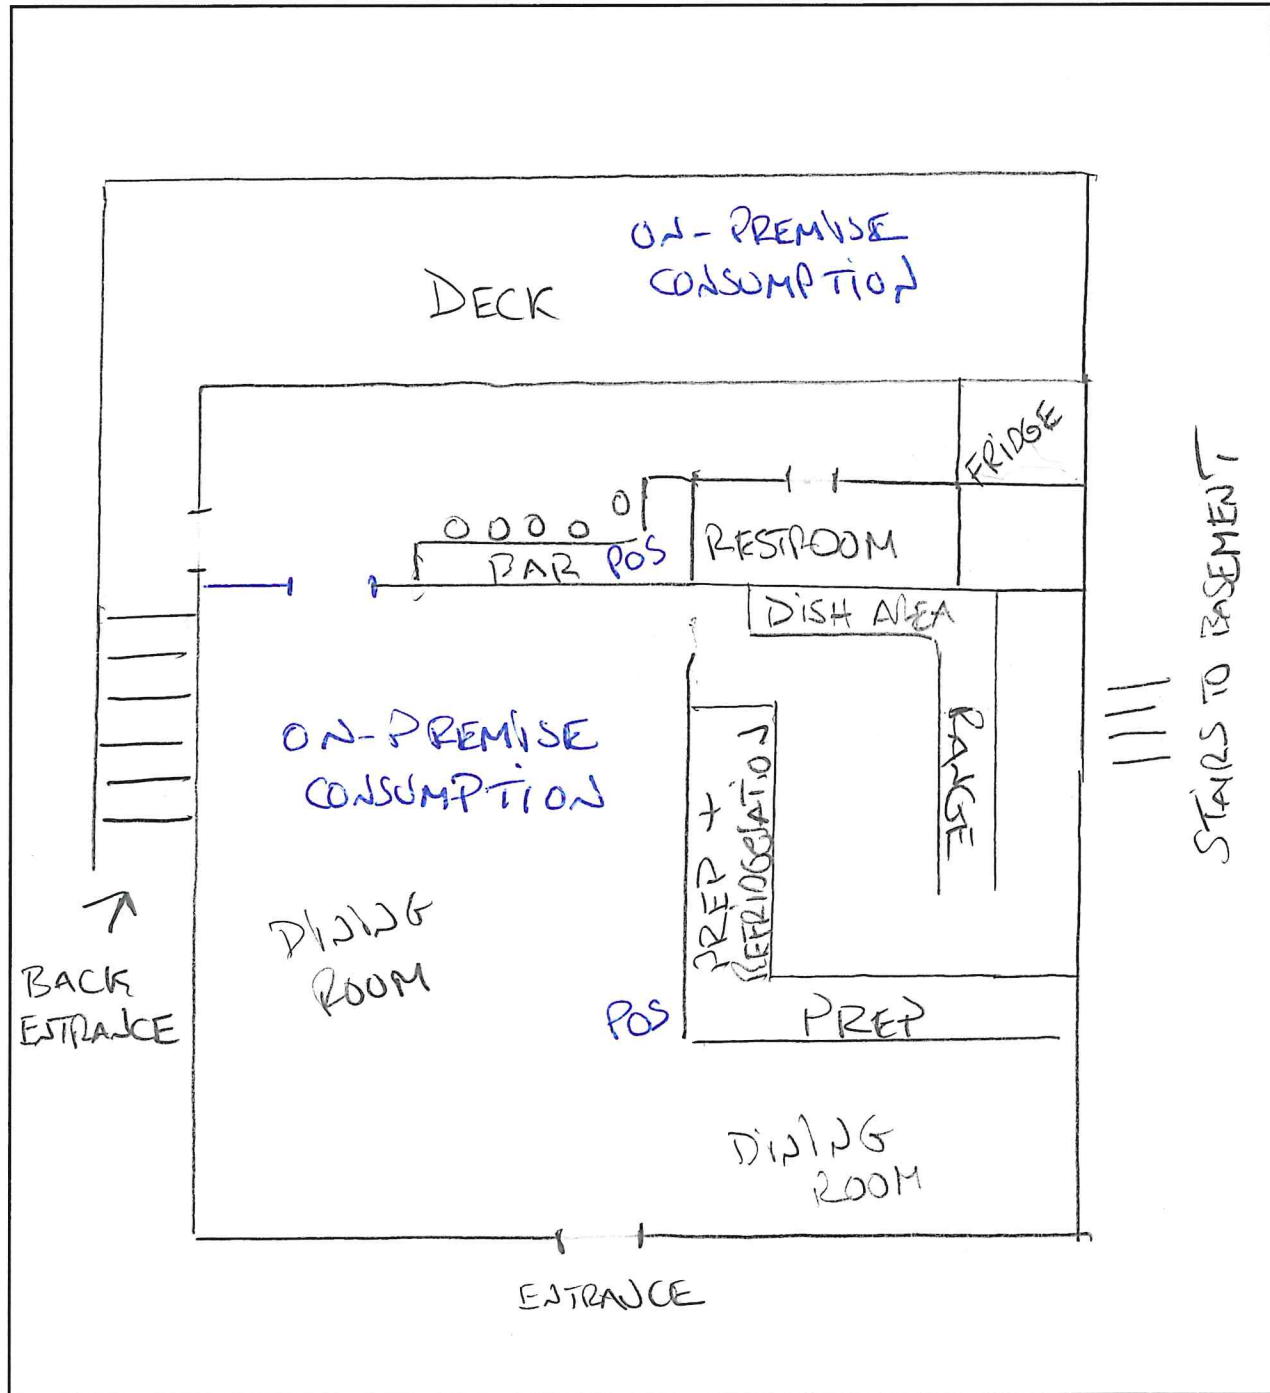 ON-PREMISE
CONSUMPTION
DECK
FRIDGE
BAR
POS
RESTROOM
DISH AREA
RANGE
STAIRS TO BASEMENT
ON-PREMISE
CONSUMPTION
PREP +
REFRIDGERATION
DINING
ROOM
BACK
ENTRANCE
POS
PREP
DINING
ROOM
ENTRANCE